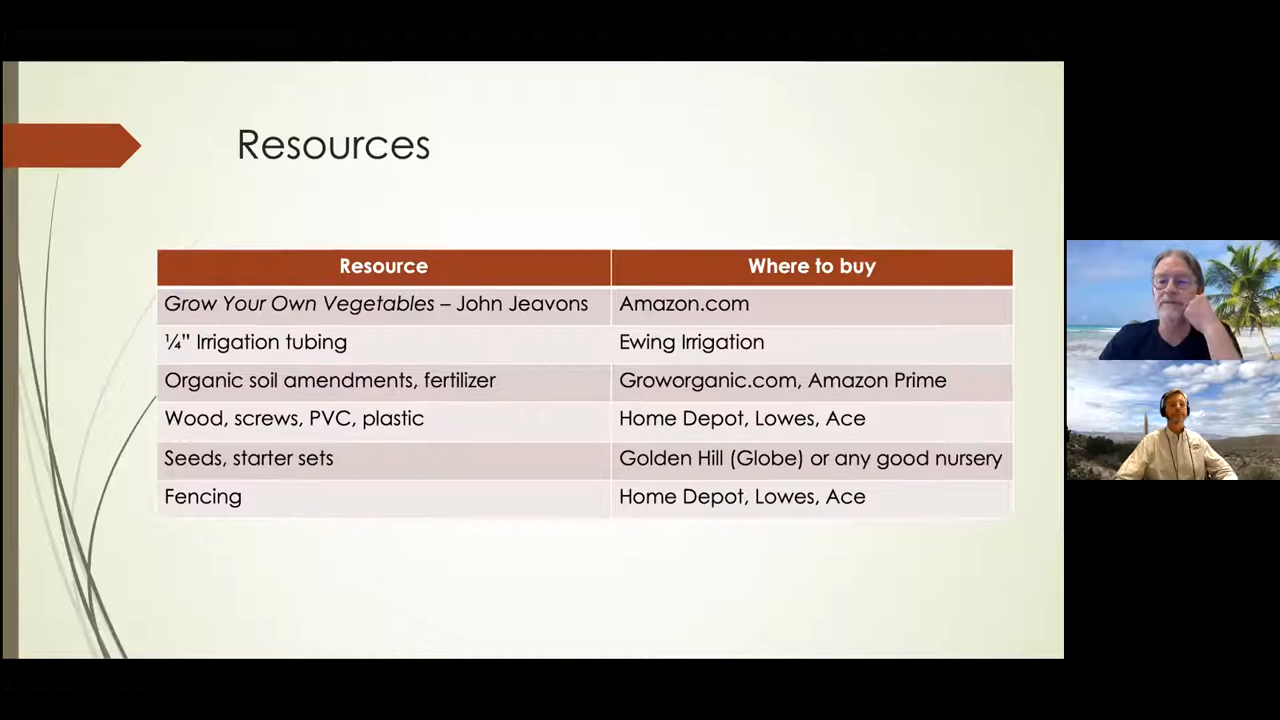 Resources
Resource Where to buy
Grow Your Own Vegetables – John Jeavons Amazon.com
¼” Irrigation tubing Ewing Irrigation
Organic soil amendments, fertilizer Groworganic.com, Amazon Prime
Wood, screws, PVC, plastic Home Depot, Lowes, Ace
Seeds, starter sets Golden Hill (Globe) or any good nursery
Fencing Home Depot, Lowes, Ace